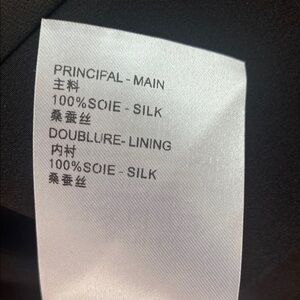 PRINCIPAL - MAIN
主料
100%SOIE - SILK
桑蚕丝
DOUBLURE- LINING
内衬
100%SOIE - SILK
桑蚕丝